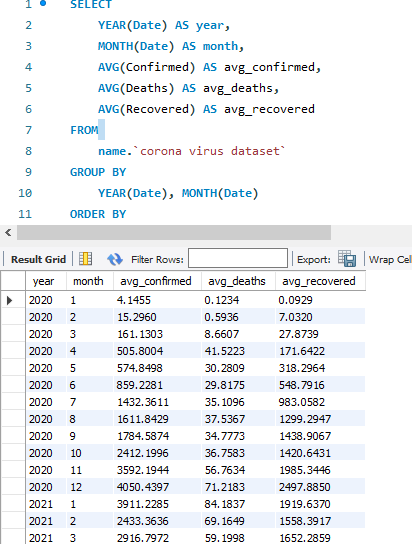 1 SELECT
2 YEAR(Date) AS year,
3 MONTH(Date) AS month,
4 AVG(Confirmed) AS avg_confirmed,
5 AVG(Deaths) AS avg_deaths,
6 AVG(Recovered) AS avg_recovered
7 FROM
8 name.`corona virus dataset`
9 GROUP BY
10 YEAR(Date), MONTH(Date)
11 ORDER BY
Result Grid Filter Rows: Export: Wrap Cel
year month avg_confirmed avg_deaths avg_recovered
2020 1 4.1455 0.1234 0.0929
2020 2 15.2960 0.5936 7.0320
2020 3 161.1303 8.6607 27.8739
2020 4 505.8004 41.5223 171.6422
2020 5 574.8498 30.2809 318.2964
2020 6 859.2281 29.8175 548.7916
2020 7 1432.3611 35.1096 983.0582
2020 8 1611.8429 37.5367 1299.2947
2020 9 1784.5874 34.7773 1438.9067
2020 10 2412.1996 36.7583 1420.6431
2020 11 3592.1944 56.7634 1985.3446
2020 12 4050.4397 71.2183 2497.8850
2021 1 3911.2285 84.1837 1919.6370
2021 2 2433.3636 69.1649 1558.3917
2021 3 2916.7972 59.1998 1652.2859